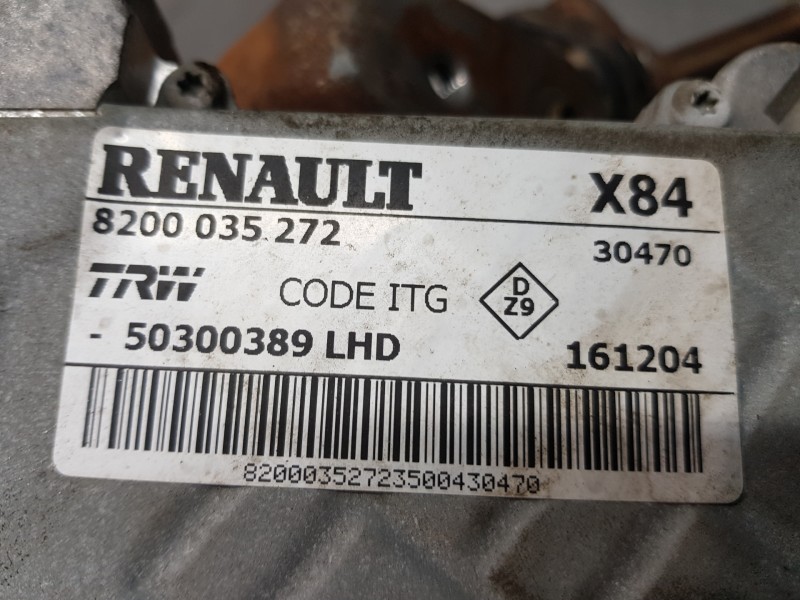 RENAULT X84
8200 035 272
30470
TRW CODE ITG D Z9
- 50300389 LHD 161204
82000352723500430470